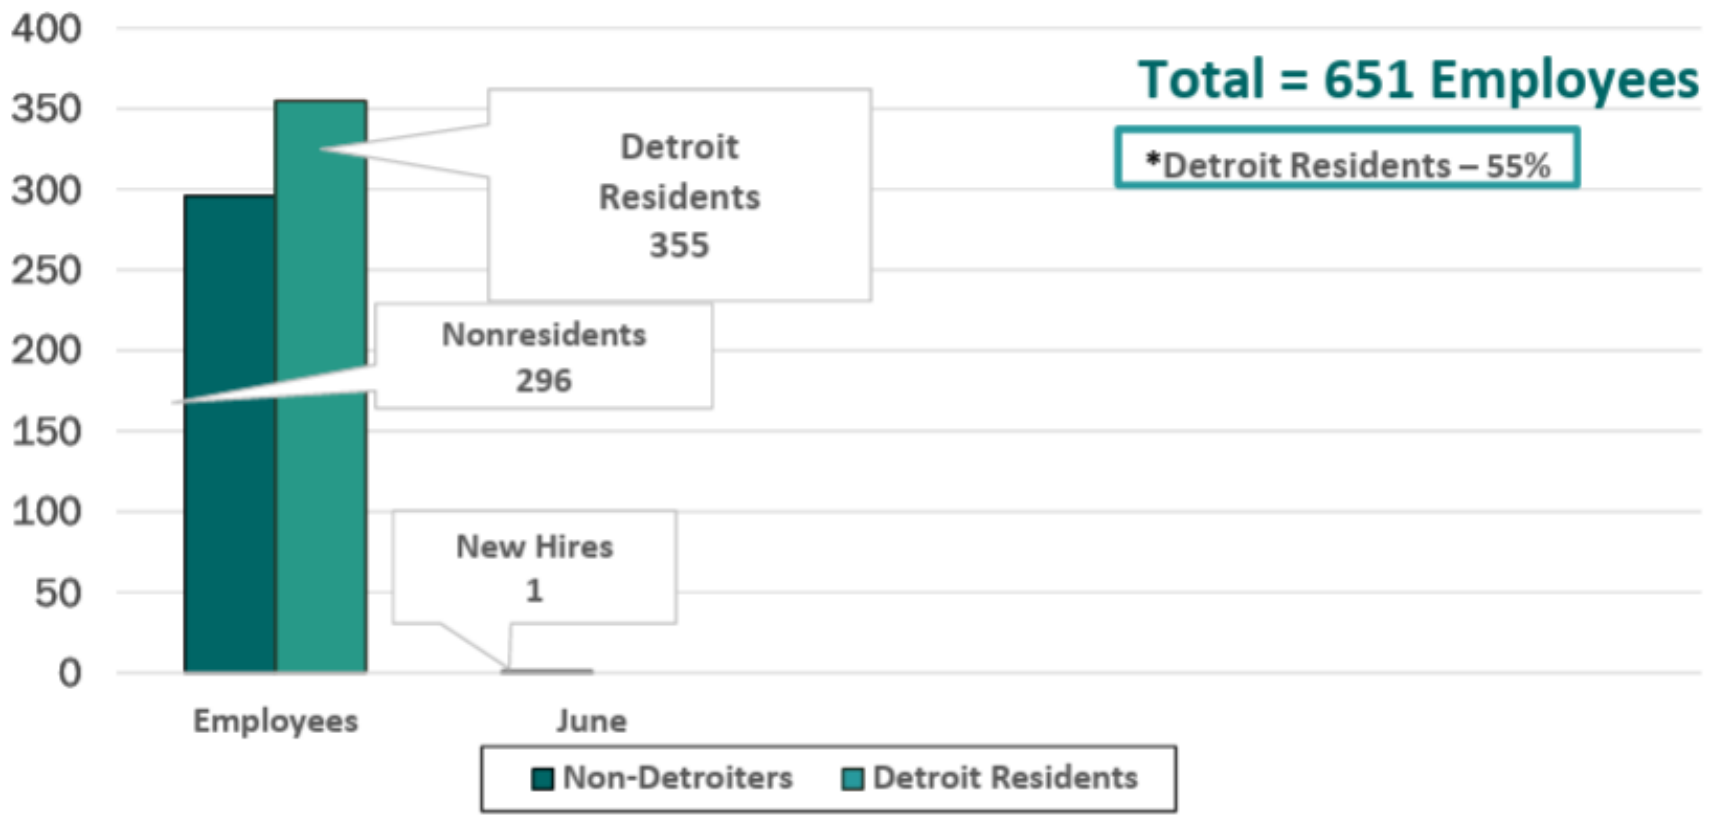 400
350
300
250
200
150
100
50
0
Total = 651 Employees
*Detroit Residents – 55%
Detroit
Residents
355
Nonresidents
296
New Hires
1
Employees
June
Non-Detroiters
Detroit Residents